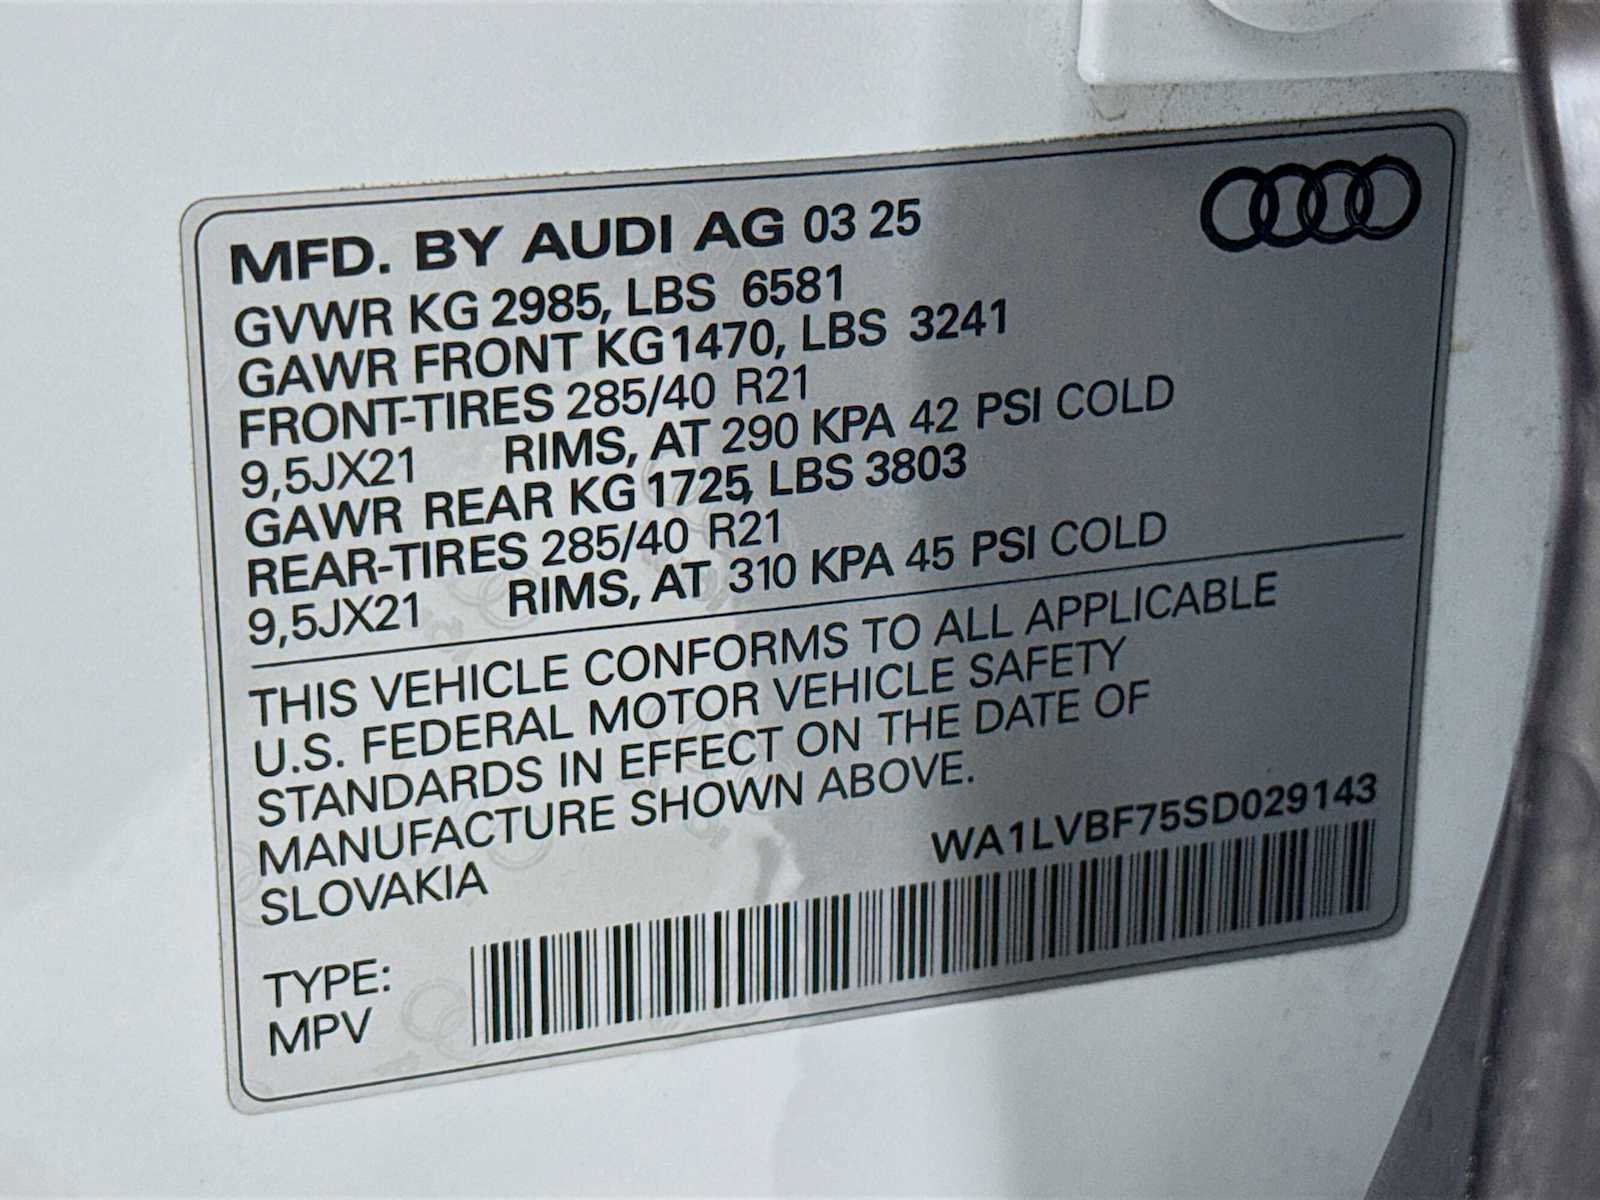 MFD. BY AUDI AG 03 25
GVWR KG 2985, LBS 6581
GAWR FRONT KG 1470, LBS 3241
FRONT-TIRES 285/40 R21
9,5JX21 RIMS, AT 290 KPA 42 PSI COLD
GAWR REAR KG 1725, LBS 3803
REAR-TIRES 285/40 R21
9,5JX21 RIMS, AT 310 KPA 45 PSI COLD
THIS VEHICLE CONFORMS TO ALL APPLICABLE
U.S. FEDERAL MOTOR VEHICLE SAFETY
STANDARDS IN EFFECT ON THE DATE OF
MANUFACTURE SHOWN ABOVE.
SLOVAKIA
WA1LVBF75SD029143
TYPE:
MPV